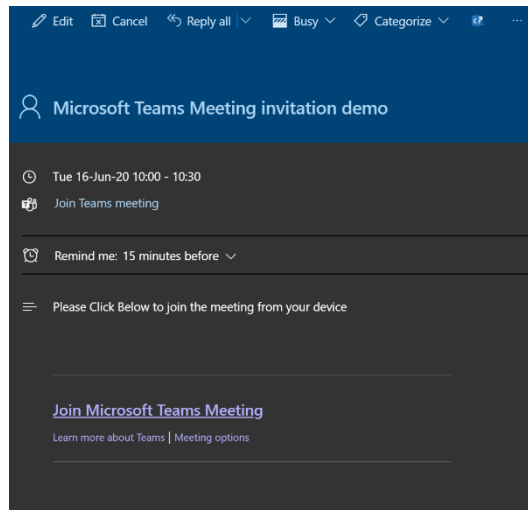 Edit Cancel Reply all Busy Categorize ...
Microsoft Teams Meeting invitation demo
Tue 16-Jun-20 10:00 - 10:30
Join Teams meeting
Remind me: 15 minutes before
Please Click Below to join the meeting from your device
Join Microsoft Teams Meeting
Learn more about Teams | Meeting options